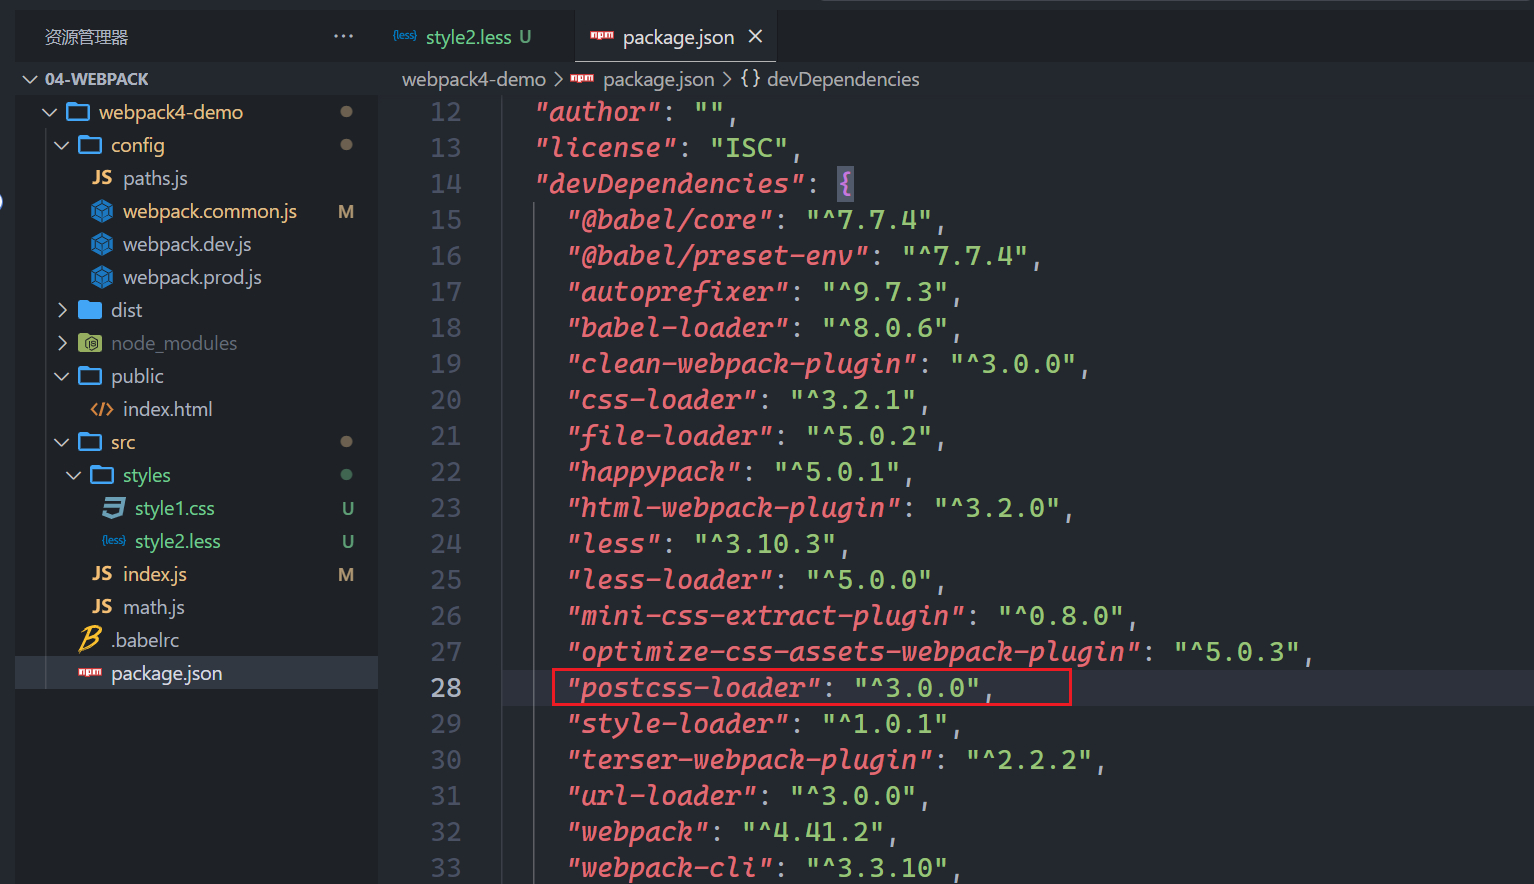 资源管理器 ···
04-WEBPACK
webpack4-demo
config
JS paths.js
webpack.common.js M
webpack.dev.js
webpack.prod.js
dist
node_modules
public
</> index.html
src
styles
style1.css U
{less} style2.less U
JS index.js M
JS math.js
.babelrc
npm package.json
{less} style2.less U
npm package.json ×
webpack4-demo > npm package.json > {} devDependencies
12 "author": "",
13 "license": "ISC",
14 "devDependencies": {
15 "@babel/core": "^7.7.4",
16 "@babel/preset-env": "^7.7.4",
17 "autoprefixer": "^9.7.3",
18 "babel-loader": "^8.0.6",
19 "clean-webpack-plugin": "^3.0.0",
20 "css-loader": "^3.2.1",
21 "file-loader": "^5.0.2",
22 "happypack": "^5.0.1",
23 "html-webpack-plugin": "^3.2.0",
24 "less": "^3.10.3",
25 "less-loader": "^5.0.0",
26 "mini-css-extract-plugin": "^0.8.0",
27 "optimize-css-assets-webpack-plugin": "^5.0.3",
28 "postcss-loader": "^3.0.0",
29 "style-loader": "^1.0.1",
30 "terser-webpack-plugin": "^2.2.2",
31 "url-loader": "^3.0.0",
32 "webpack": "^4.41.2",
33 "webpack-cli": "^3.3.10",